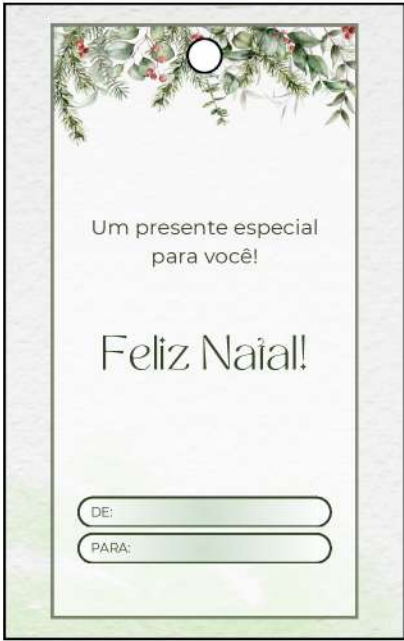 Um presente especial
para você!
Feliz Natal!
DE:
PARA: